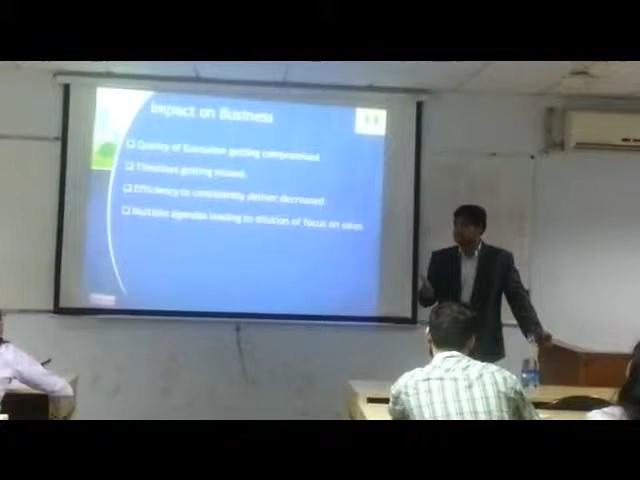 Impact on Business
Quality of Execution getting compromised
Timelines getting missed
Efficiency to consistently deliver decreased
Multiple agendas leading to dilution of focus on sales